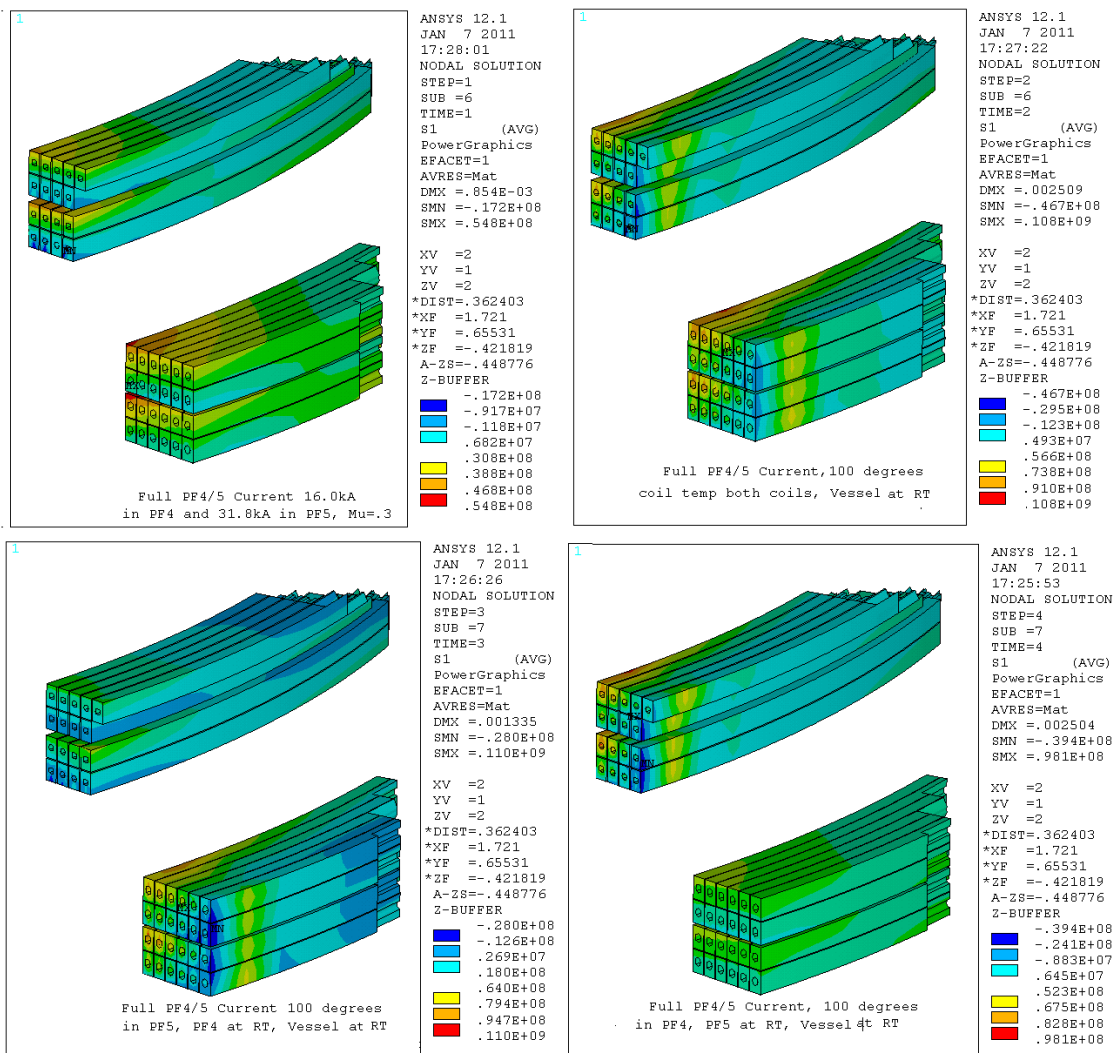 1
ANSYS 12.1
JAN 7 2011
17:28:01
NODAL SOLUTION
STEP=1
SUB =6
TIME=1
S1 (AVG)
PowerGraphics
EFACET=1
AVRES=Mat
DMX =.854E-03
SMN =-.172E+08
SMX =.548E+08
XV =2
YV =1
ZV =2
*DIST=.362403
*XF =1.721
*YF =.65531
*ZF =-.421819
A-ZS=-.448776
Z-BUFFER
-.172E+08
-.917E+07
-.118E+07
.682E+07
.308E+08
.388E+08
.468E+08
.548E+08
MN
MX
Full PF4/5 Current 16.0kA
in PF4 and 31.8kA in PF5, Mu=.3
1
ANSYS 12.1
JAN 7 2011
17:27:22
NODAL SOLUTION
STEP=2
SUB =6
TIME=2
S1 (AVG)
PowerGraphics
EFACET=1
AVRES=Mat
DMX =.002509
SMN =-.467E+08
SMX =.108E+09
XV =2
YV =1
ZV =2
*DIST=.362403
*XF =1.721
*YF =.65531
*ZF =-.421819
A-ZS=-.448776
Z-BUFFER
-.467E+08
-.295E+08
-.123E+08
.493E+07
.566E+08
.738E+08
.910E+08
.108E+09
MN
MX
Full PF4/5 Current,100 degrees
coil temp both coils, Vessel at RT
1
ANSYS 12.1
JAN 7 2011
17:26:26
NODAL SOLUTION
STEP=3
SUB =7
TIME=3
S1 (AVG)
PowerGraphics
EFACET=1
AVRES=Mat
DMX =.001335
SMN =-.280E+08
SMX =.110E+09
XV =2
YV =1
ZV =2
*DIST=.362403
*XF =1.721
*YF =.65531
*ZF =-.421819
A-ZS=-.448776
Z-BUFFER
-.280E+08
-.126E+08
.269E+07
.180E+08
.640E+08
.794E+08
.947E+08
.110E+09
MX
MN
Full PF4/5 Current 100 degrees
in PF5, PF4 at RT, Vessel at RT
1
ANSYS 12.1
JAN 7 2011
17:25:53
NODAL SOLUTION
STEP=4
SUB =7
TIME=4
S1 (AVG)
PowerGraphics
EFACET=1
AVRES=Mat
DMX =.002504
SMN =-.394E+08
SMX =.981E+08
XV =2
YV =1
ZV =2
*DIST=.362403
*XF =1.721
*YF =.65531
*ZF =-.421819
A-ZS=-.448776
Z-BUFFER
-.394E+08
-.241E+08
-.883E+07
.645E+07
.523E+08
.675E+08
.828E+08
.981E+08
MX
MN
Full PF4/5 Current, 100 degrees
in PF4, PF5 at RT, Vessel at RT